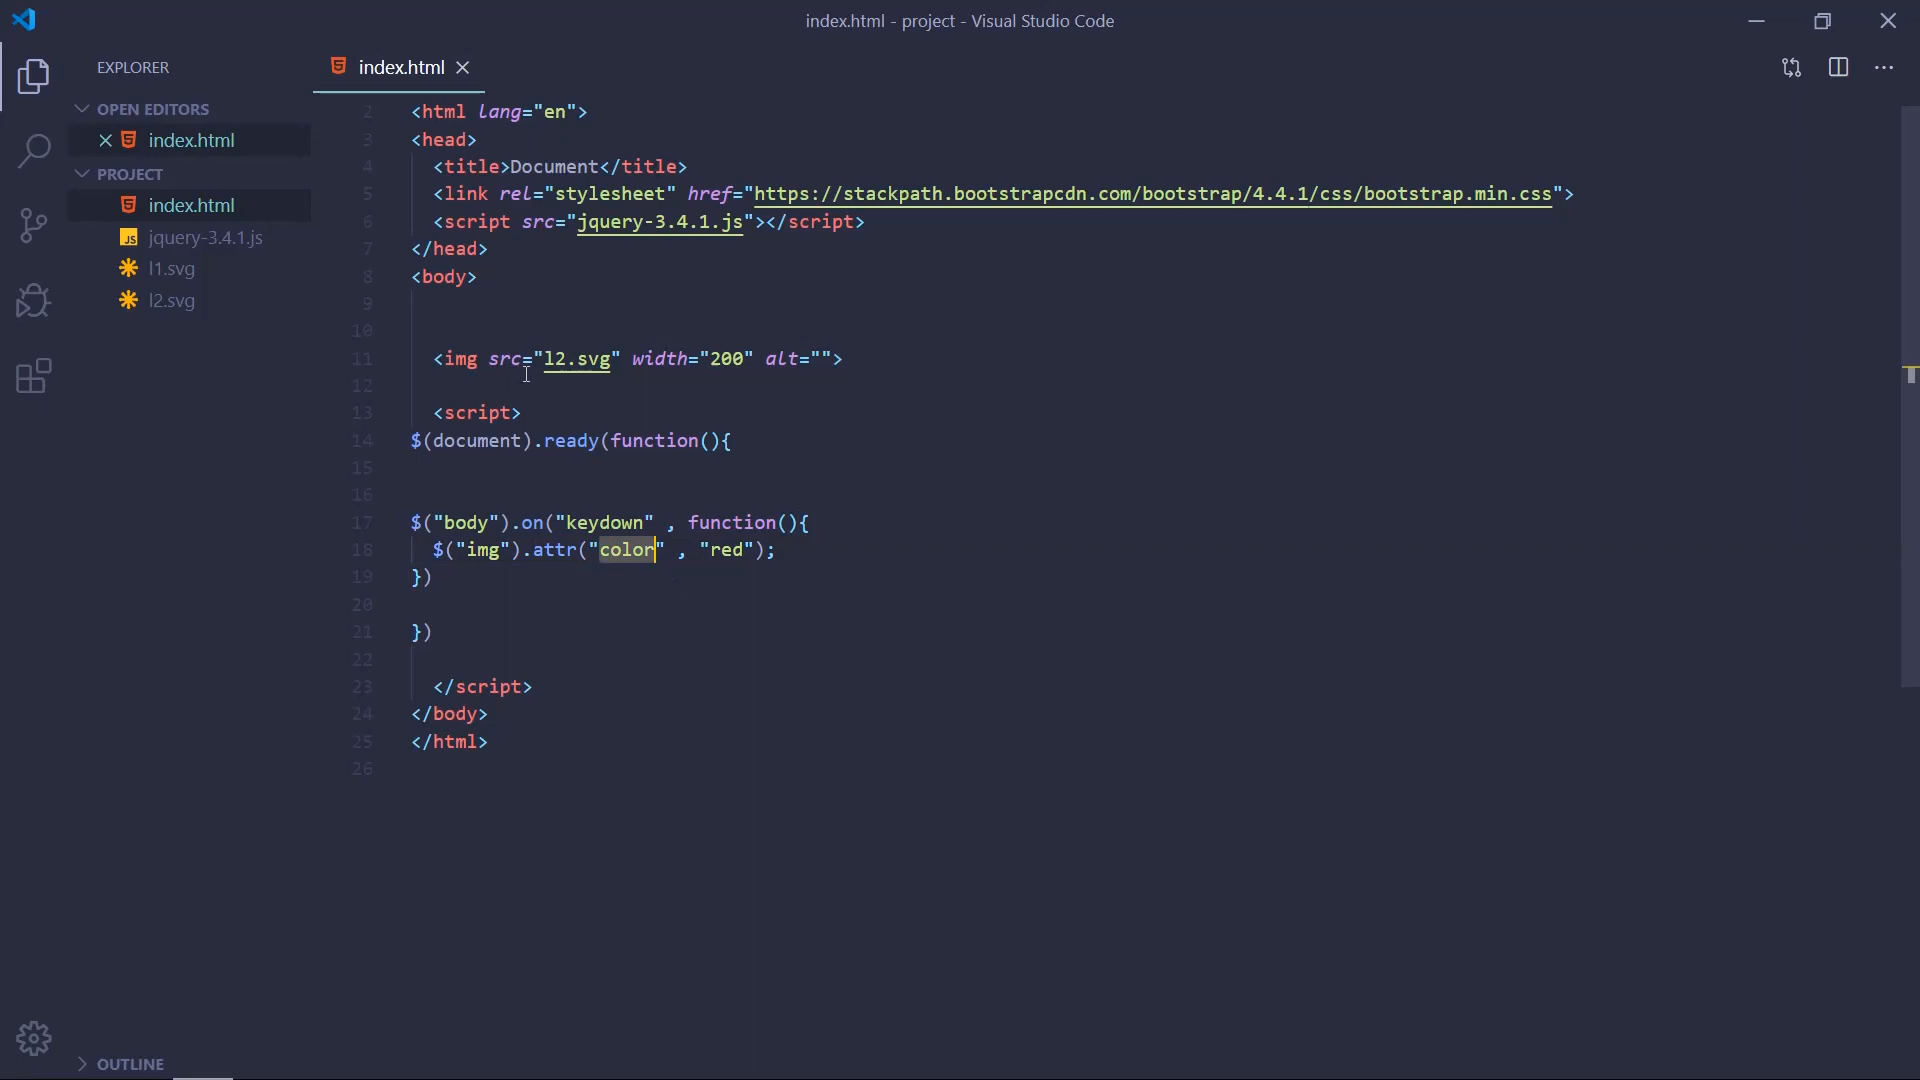 index.html - project - Visual Studio Code
EXPLORER
OPEN EDITORS
index.html
PROJECT
index.html
JS jquery-3.4.1.js
l1.svg
l2.svg
OUTLINE
index.html
2 <html lang="en">
3 <head>
4 <title>Document</title>
5 <link rel="stylesheet" href="https://stackpath.bootstrapcdn.com/bootstrap/4.4.1/css/bootstrap.min.css">
6 <script src="jquery-3.4.1.js"></script>
7 </head>
8 <body>
9
10
11 <img src="l2.svg" width="200" alt="">
12
13 <script>
14 $(document).ready(function(){
15
16
17 $("body").on("keydown" , function(){
18 $("img").attr("color" , "red");
19 })
20
21 })
22
23 </script>
24 </body>
25 </html>
26